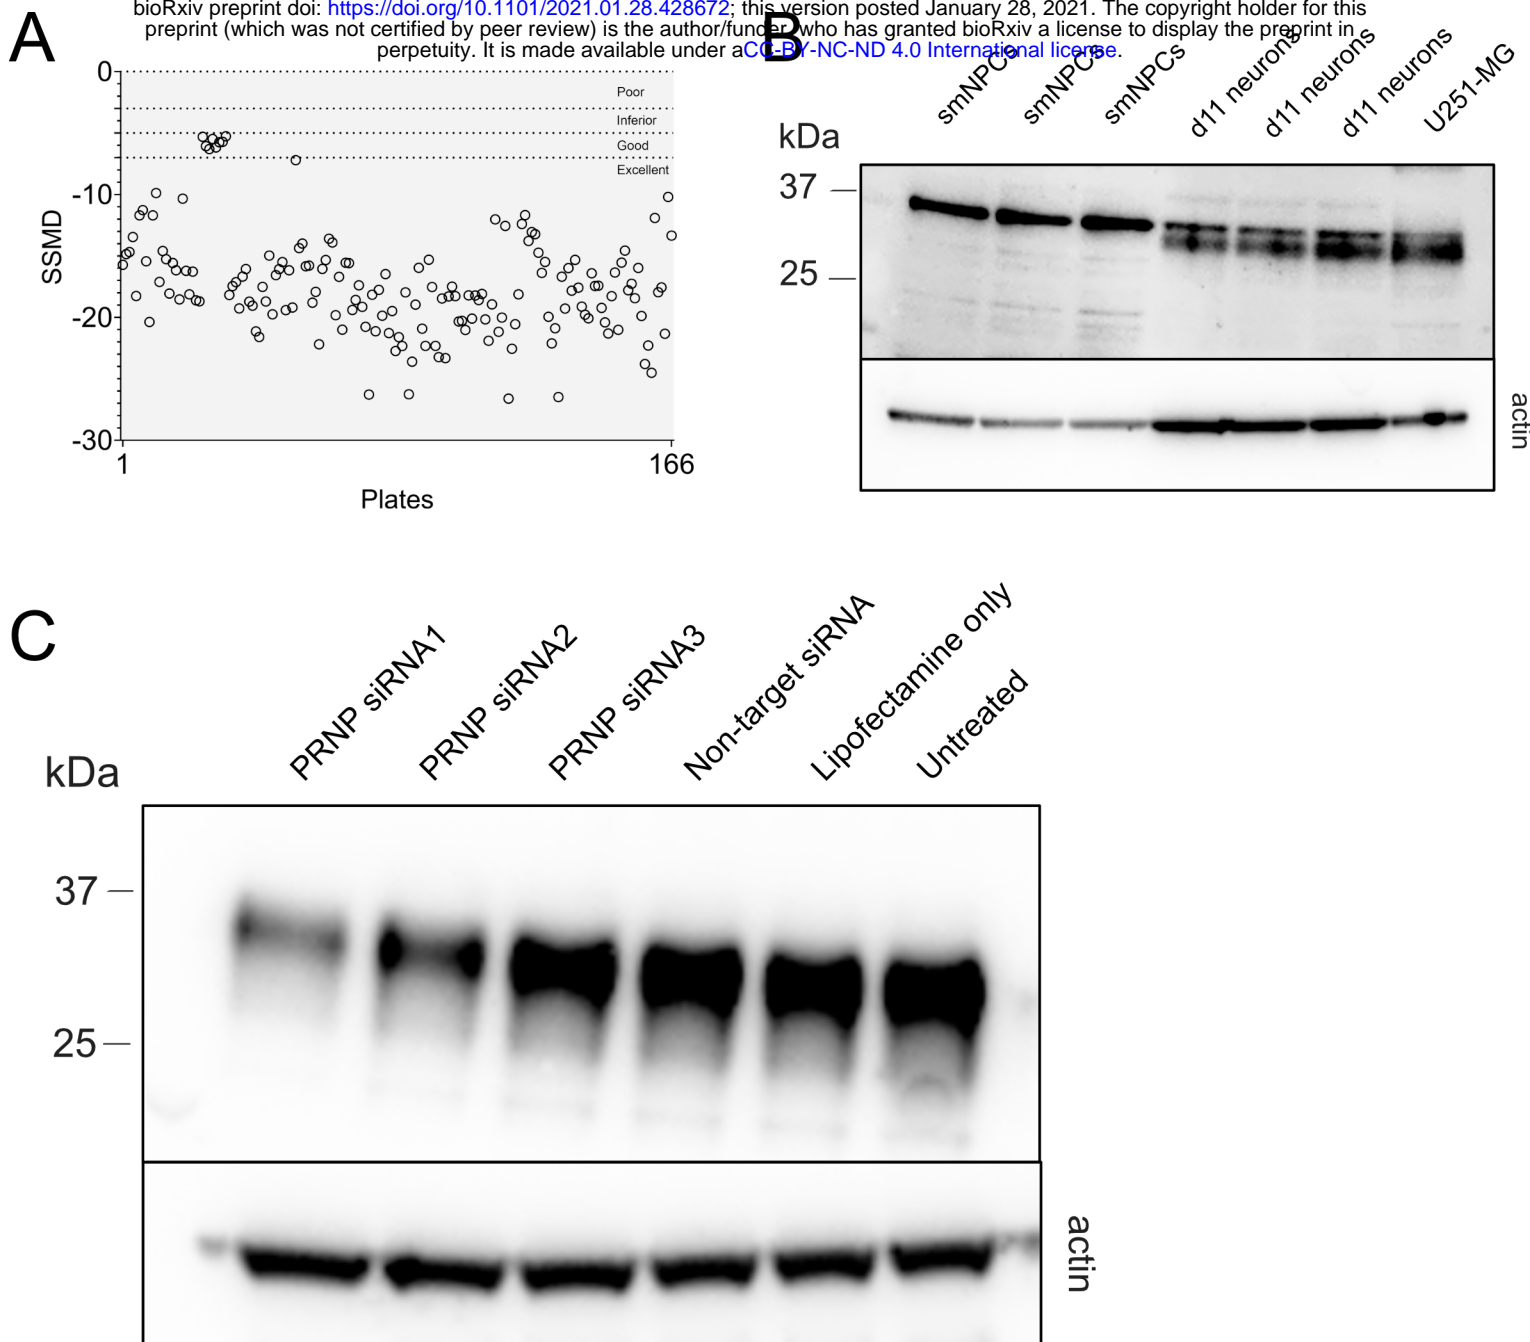 bioRxiv preprint doi: https://doi.org/10.1101/2021.01.28.428672; this version posted January 28, 2021. The copyright holder for this
preprint (which was not certified by peer review) is the author/funder, who has granted bioRxiv a license to display the preprint in
perpetuity. It is made available under aCC-BY-NC-ND 4.0 International license.
A
0
Poor
Inferior
Good
Excellent
-10
-20
-30
SSMD
1
166
Plates
B
smNPCs
smNPCs
smNPCs
d11 neurons
d11 neurons
d11 neurons
U251-MG
kDa
37
25
actin
C
PRNP siRNA1
PRNP siRNA2
PRNP siRNA3
Non-target siRNA
Lipofectamine only
Untreated
kDa
37
25
actin